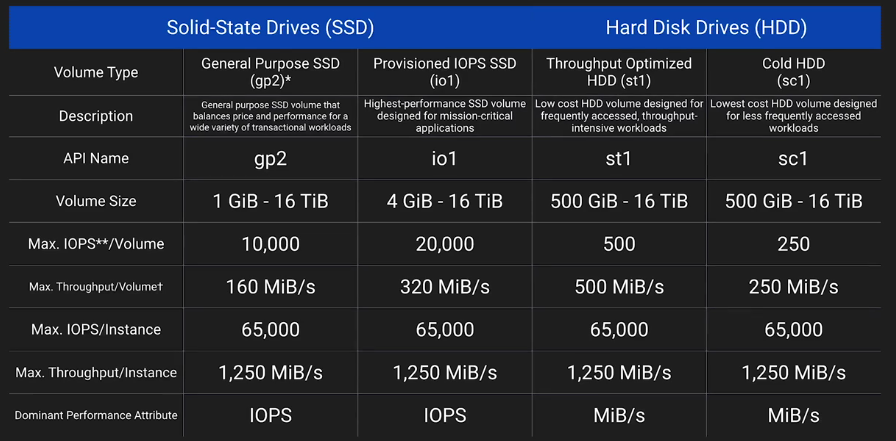 Solid-State Drives (SSD) Hard Disk Drives (HDD)
Volume Type
General Purpose SSD
(gp2)*
Provisioned IOPS SSD
(io1)
Throughput Optimized
HDD (st1)
Cold HDD
(sc1)
Description
General purpose SSD volume that
balances price and performance for a
wide variety of transactional workloads
Highest-performance SSD volume
designed for mission-critical
applications
Low cost HDD volume designed for
frequently accessed, throughput-
intensive workloads
Lowest cost HDD volume designed
for less frequently accessed
workloads
API Name gp2 io1 st1 sc1
Volume Size 1 GiB - 16 TiB 4 GiB - 16 TiB 500 GiB - 16 TiB 500 GiB - 16 TiB
Max. IOPS**/Volume 10,000 20,000 500 250
Max. Throughput/Volume† 160 MiB/s 320 MiB/s 500 MiB/s 250 MiB/s
Max. IOPS/Instance 65,000 65,000 65,000 65,000
Max. Throughput/Instance 1,250 MiB/s 1,250 MiB/s 1,250 MiB/s 1,250 MiB/s
Dominant Performance Attribute IOPS IOPS MiB/s MiB/s